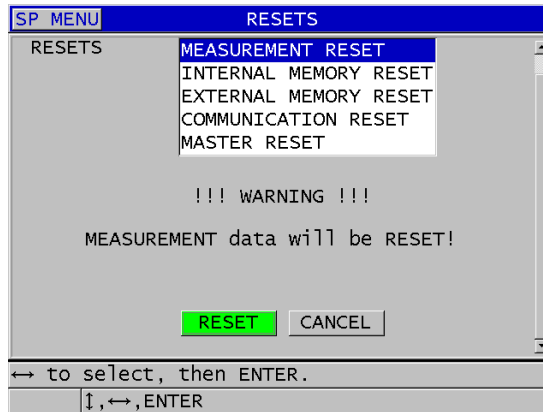 SP MENU RESETS
RESETS MEASUREMENT RESET
INTERNAL MEMORY RESET
EXTERNAL MEMORY RESET
COMMUNICATION RESET
MASTER RESET
!!! WARNING !!!
MEASUREMENT data will be RESET!
RESET CANCEL
↔ to select, then ENTER.
↕,↔,ENTER